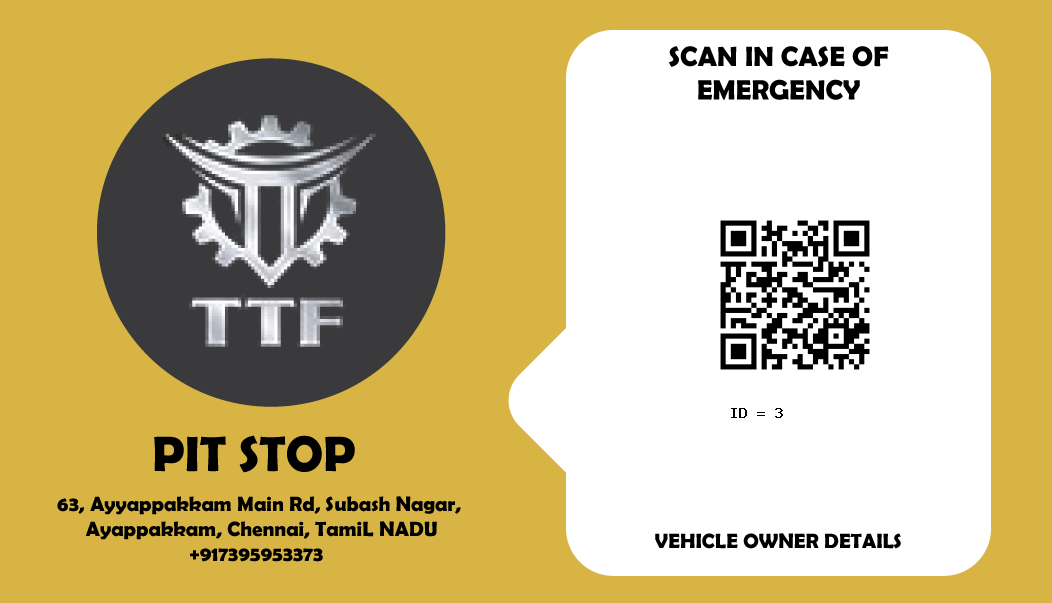 TTF
PIT STOP
63, Ayyappakkam Main Rd, Subash Nagar,
Ayappakkam, Chennai, TamiL NADU
+917395953373
SCAN IN CASE OF
EMERGENCY
ID = 3
VEHICLE OWNER DETAILS